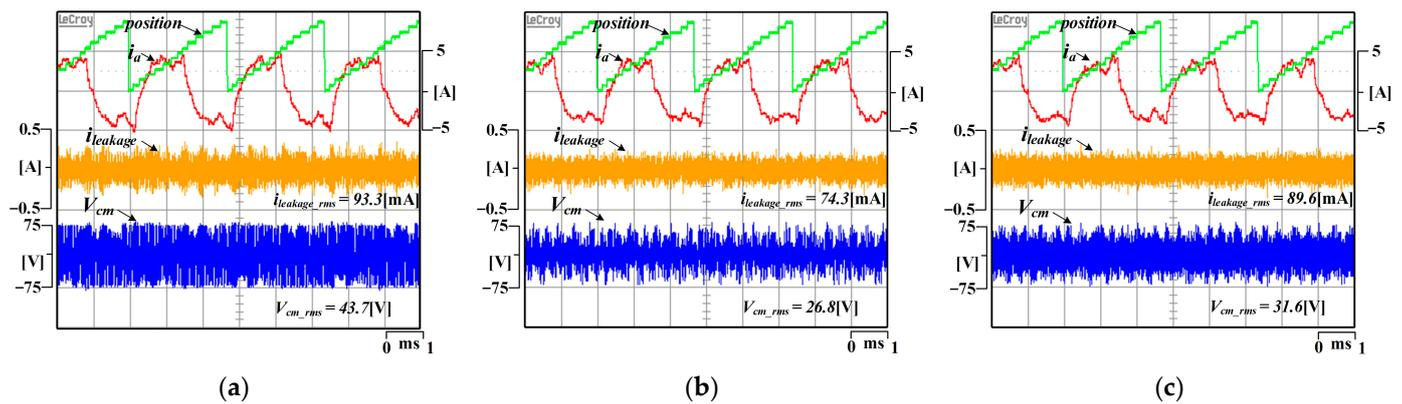 LeCroy
position
i_a
5
[A]
−5
0.5
[A]
−0.5
i_leakage
i_leakage_rms = 93.3[mA]
V_cm
75
[V]
−75
V_cm_rms = 43.7[V]
0 ms 1
(a)
LeCroy
position
i_a
5
[A]
−5
0.5
[A]
−0.5
i_leakage
i_leakage_rms = 74.3[mA]
V_cm
75
[V]
−75
V_cm_rms = 26.8[V]
0 ms 1
(b)
LeCroy
position
i_a
5
[A]
−5
0.5
[A]
−0.5
i_leakage
i_leakage_rms = 89.6[mA]
V_cm
75
[V]
−75
V_cm_rms = 31.6[V]
0 ms 1
(c)